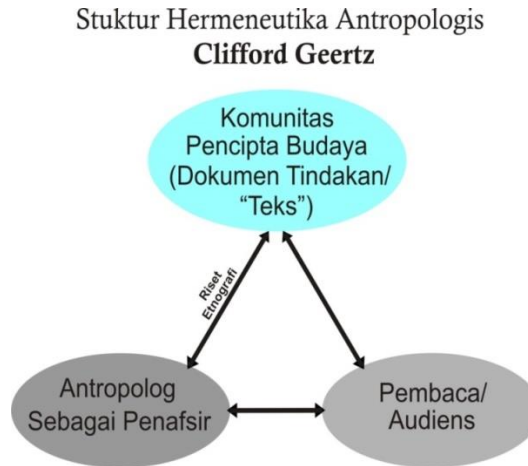 Stuktur Hermeneutika Antropologis
Clifford Geertz
Komunitas
Pencipta Budaya
(Dokumen Tindakan/
“Teks”)
Riset
Etnografi
Antropolog
Sebagai Penafsir
Pembaca/
Audiens